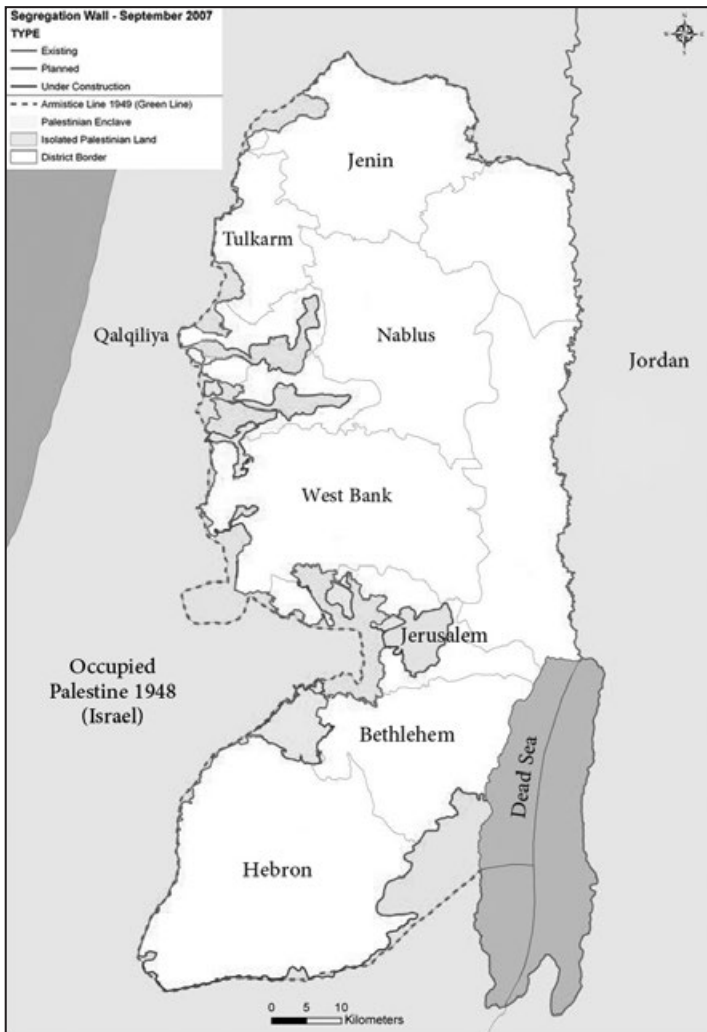 Segregation Wall - September 2007
TYPE
Existing
Planned
Under Construction
Armistice Line 1949 (Green Line)
Palestinian Enclave
Isolated Palestinian Land
District Border
N
W
E
S
Jenin
Tulkarm
Qalqiliya
Nablus
Jordan
West Bank
Jerusalem
Occupied
Palestine 1948
(Israel)
Bethlehem
Dead Sea
Hebron
0 5 10
Kilometers